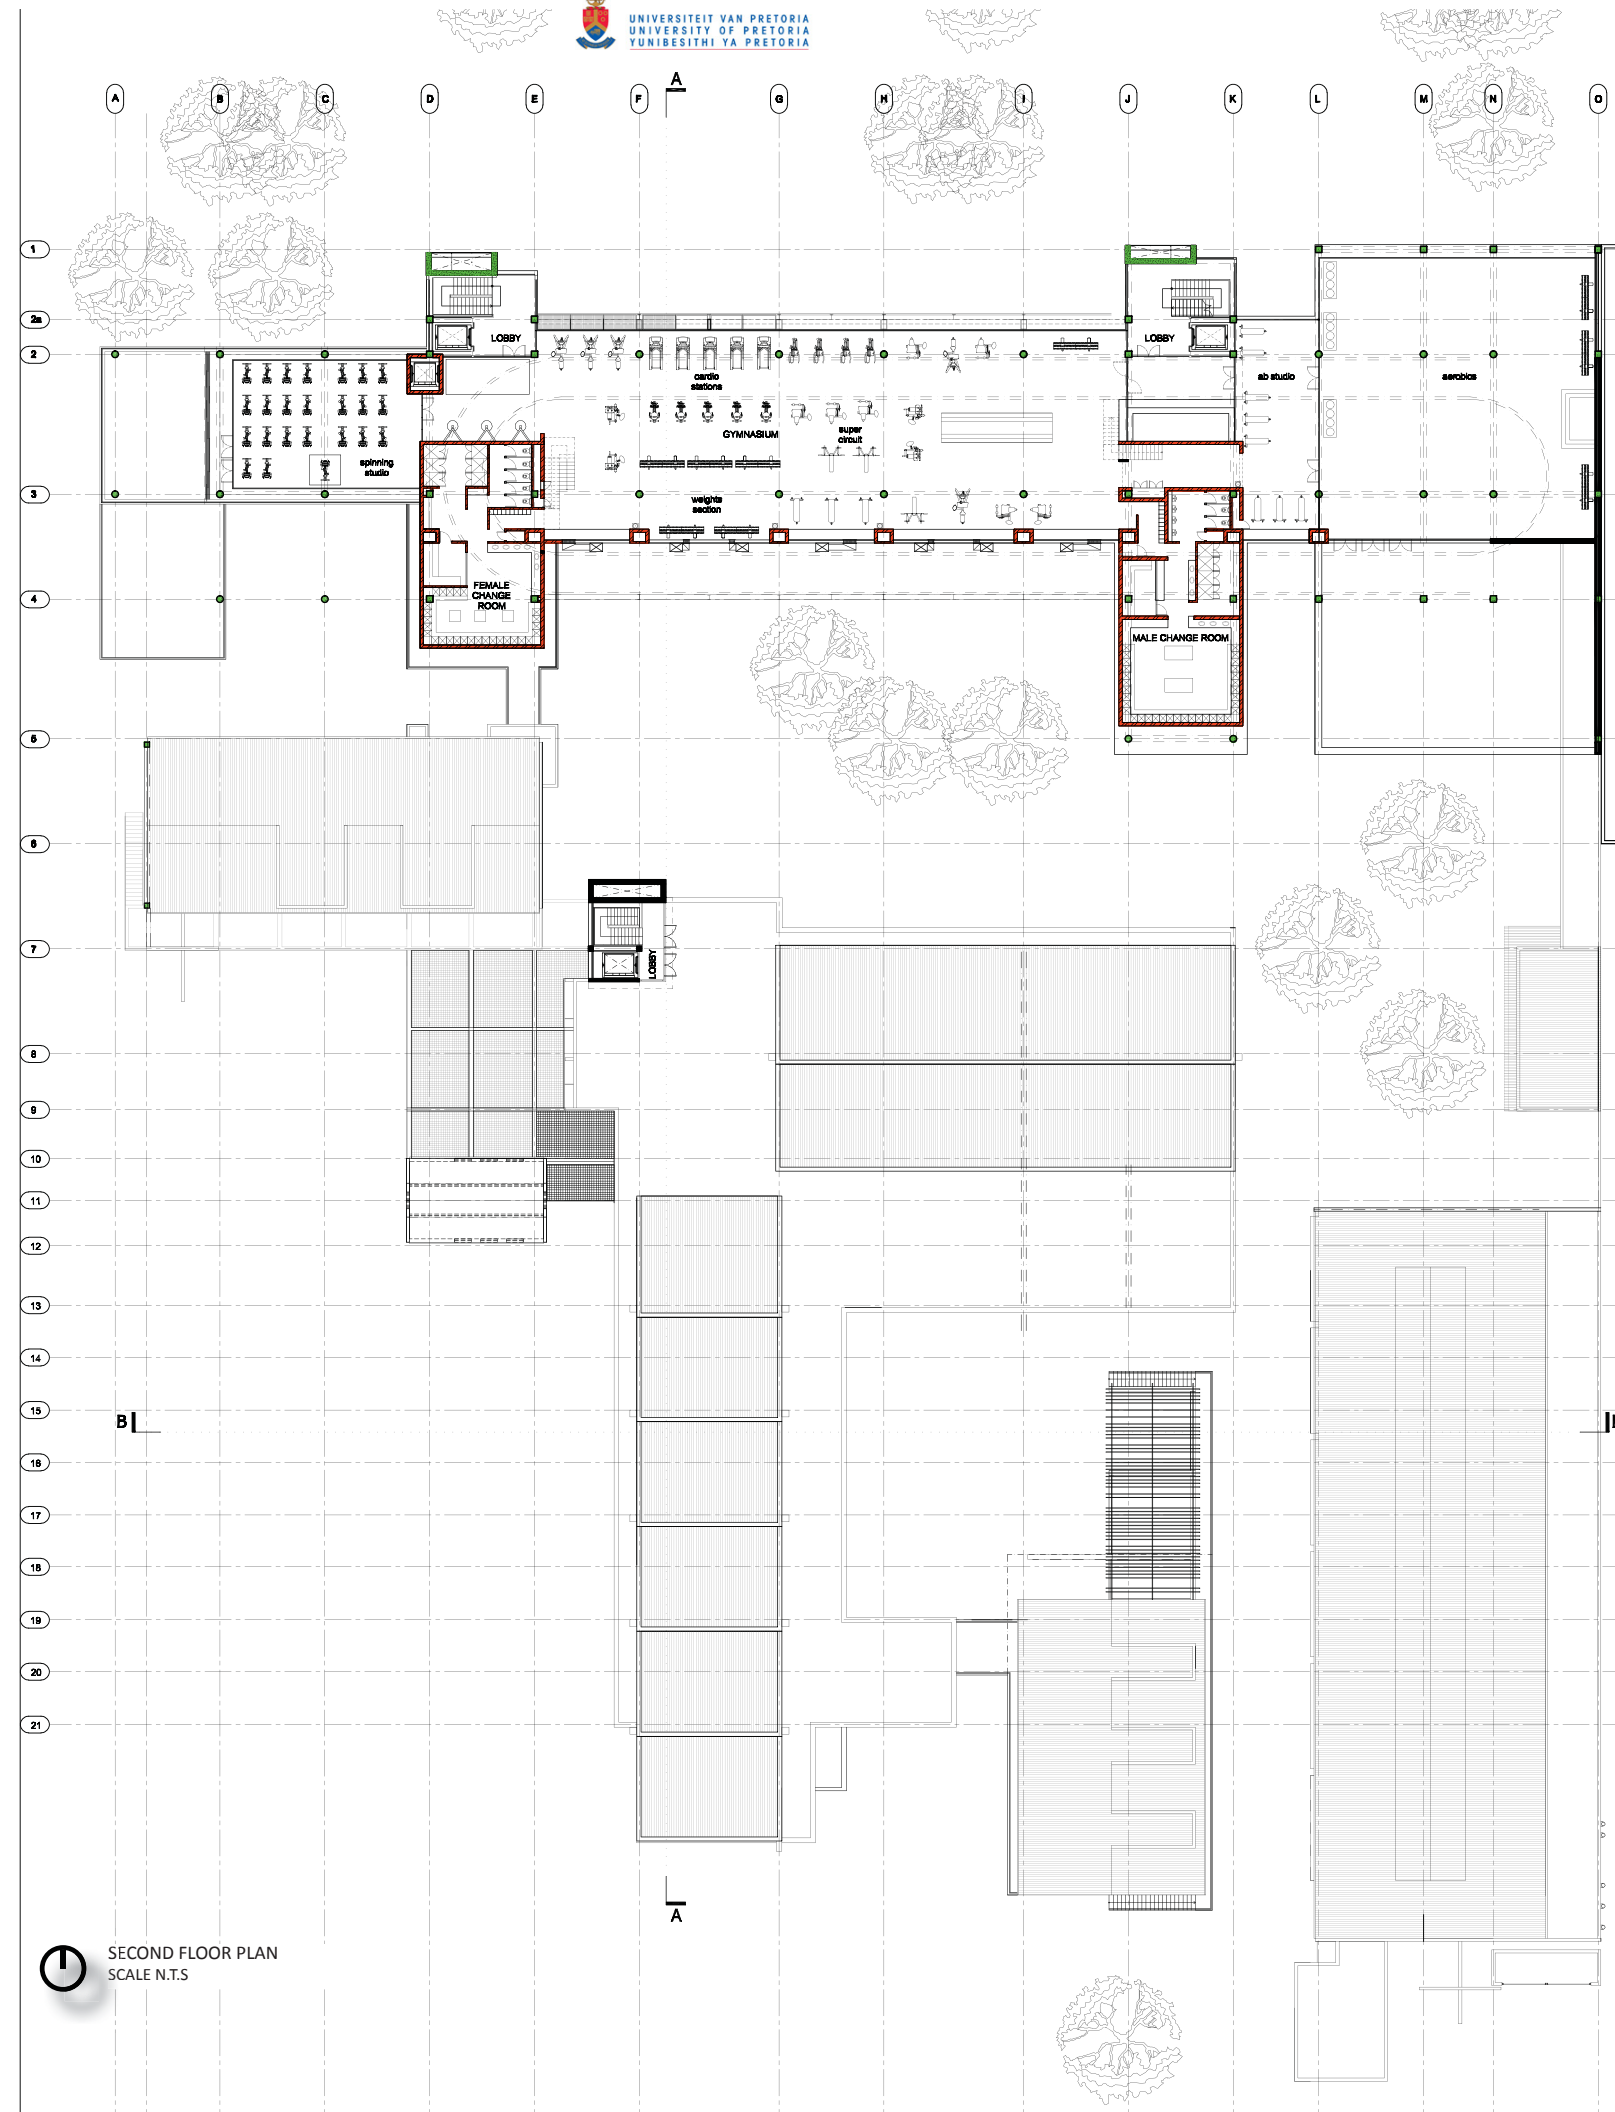 UNIVERSITEIT VAN PRETORIA
UNIVERSITY OF PRETORIA
YUNIBESITHI YA PRETORIA
A
A
B
C
D
E
F
G
H
I
J
K
L
M
N
O
1
2a
LOBBY
LOBBY
2
cardio
stations
ab studio
aerobics
GYMNASIUM
super
circuit
spinning
studio
3
weights
section
4
FEMALE
CHANGE
ROOM
MALE CHANGE ROOM
5
6
7
LOBBY
8
9
10
11
12
13
14
15
B
16
17
18
19
20
21
A
SECOND FLOOR PLAN
SCALE N.T.S